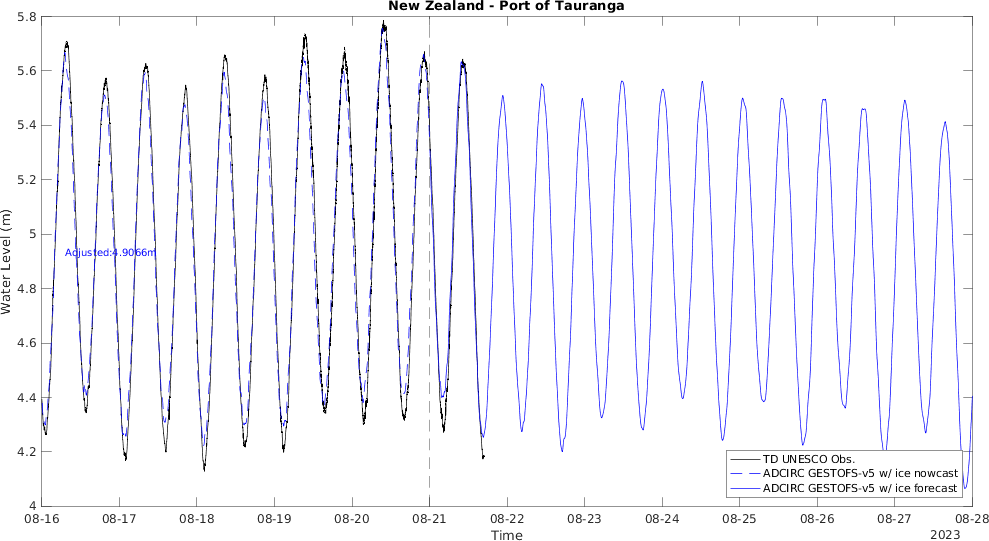 New Zealand - Port of Tauranga
5.8
5.6
5.4
5.2
5
4.8
4.6
4.4
4.2
4
Water Level (m)
Adjusted:4.9066m
TD UNESCO Obs.
ADCIRC GESTOFS-v5 w/ ice nowcast
ADCIRC GESTOFS-v5 w/ ice forecast
08-16 08-17 08-18 08-19 08-20 08-21 08-22 08-23 08-24 08-25 08-26 08-27 08-28
Time
2023